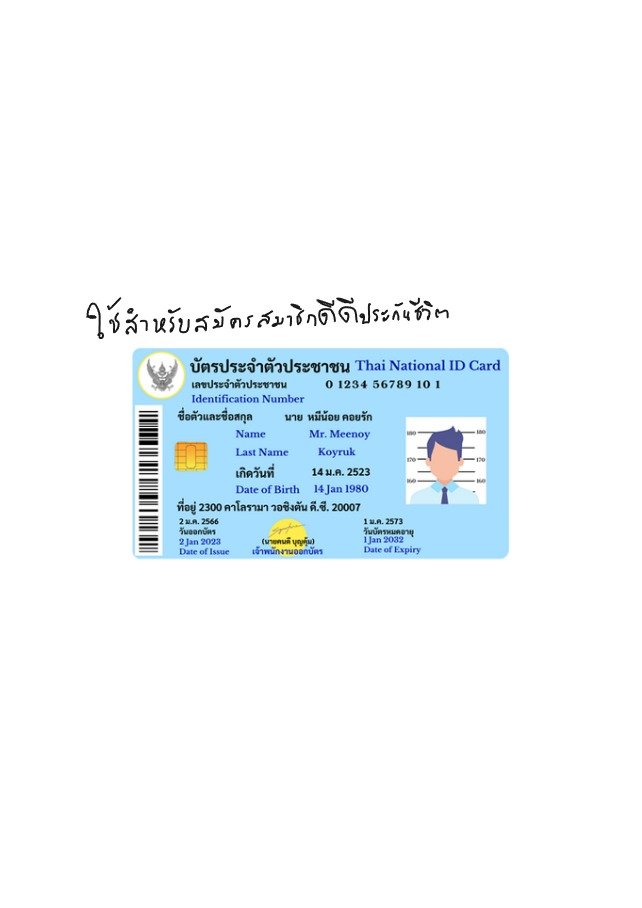 ใช้สำหรับสมัครสมาชิกดีดีประกันชีวิต
บัตรประจำตัวประชาชน Thai National ID Card
เลขประจำตัวประชาชน 0 1234 56789 10 1
Identification Number
ชื่อตัวและชื่อสกุล นาย หมีน้อย คอยรัก
Name Mr. Meenoy
Last Name Koyruk
เกิดวันที่ 14 ม.ค. 2523
Date of Birth 14 Jan 1980
ที่อยู่ 2300 คาโลรามา วอชิงตัน ดี.ซี. 20007
180 180
170 170
160 160
2 ม.ค. 2566 1 ม.ค. 2573
วันออกบัตร วันบัตรหมดอายุ
2 Jan 2023 (นายคนดี บุญคุ้ม) 1 Jan 2032
Date of Issue เจ้าพนักงานออกบัตร Date of Expiry